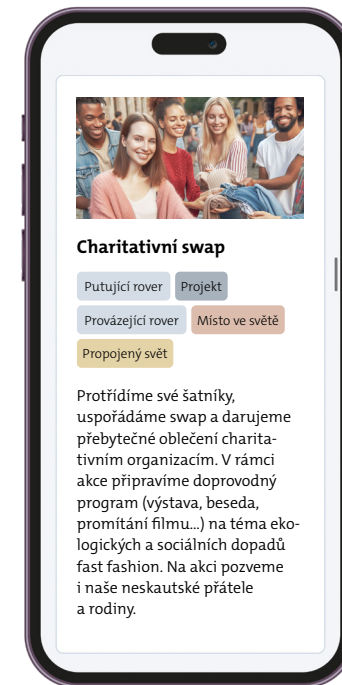 Charitativní swap
Putující rover Projekt
Provázející rover Místo ve světě
Propojený svět
Protřídíme své šatníky,
uspořádáme swap a darujeme
přebytečné oblečení charita-
tivním organizacím. V rámci
akce připravíme doprovodný
program (výstava, beseda,
promítání filmu…) na téma eko-
logických a sociálních dopadů
fast fashion. Na akci pozveme
i naše neskautské přátele
a rodiny.